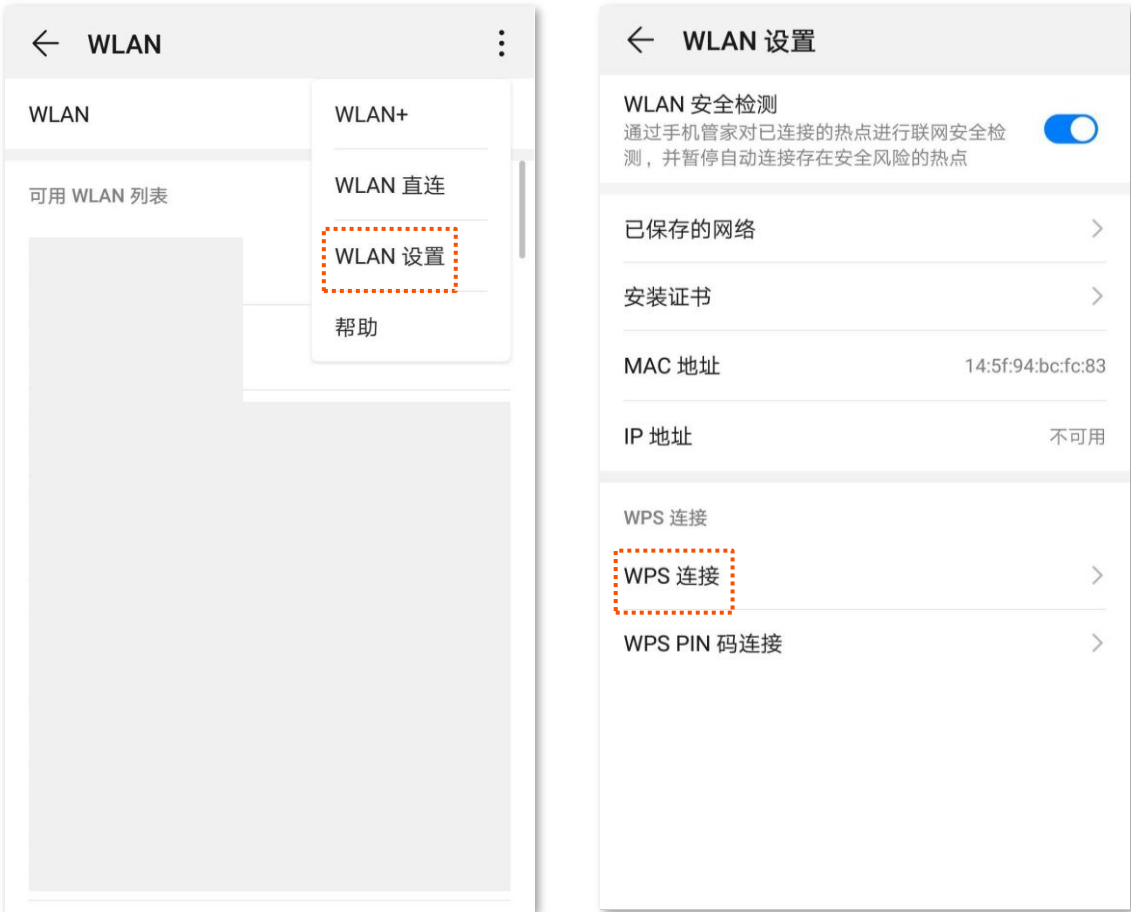 WLAN
WLAN
WLAN+
WLAN 直连
可用 WLAN 列表
WLAN 设置
帮助
WLAN 设置
WLAN 安全检测
通过手机管家对已连接的热点进行联网安全检
测，并暂停自动连接存在安全风险的热点
已保存的网络
安装证书
MAC 地址 14:5f:94:bc:fc:83
IP 地址 不可用
WPS 连接
WPS 连接
WPS PIN 码连接